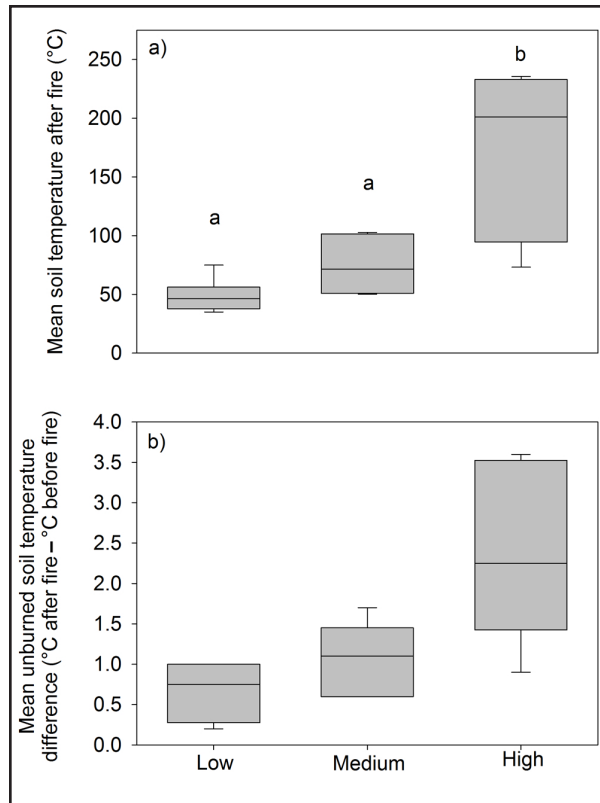 Mean soil temperature after fire (°C)
250
200
150
100
50
0
a)
a
a
b
Mean unburned soil temperature
difference (°C after fire – °C before fire)
4.0
3.5
3.0
2.5
2.0
1.5
1.0
0.5
0.0
b)
Low Medium High